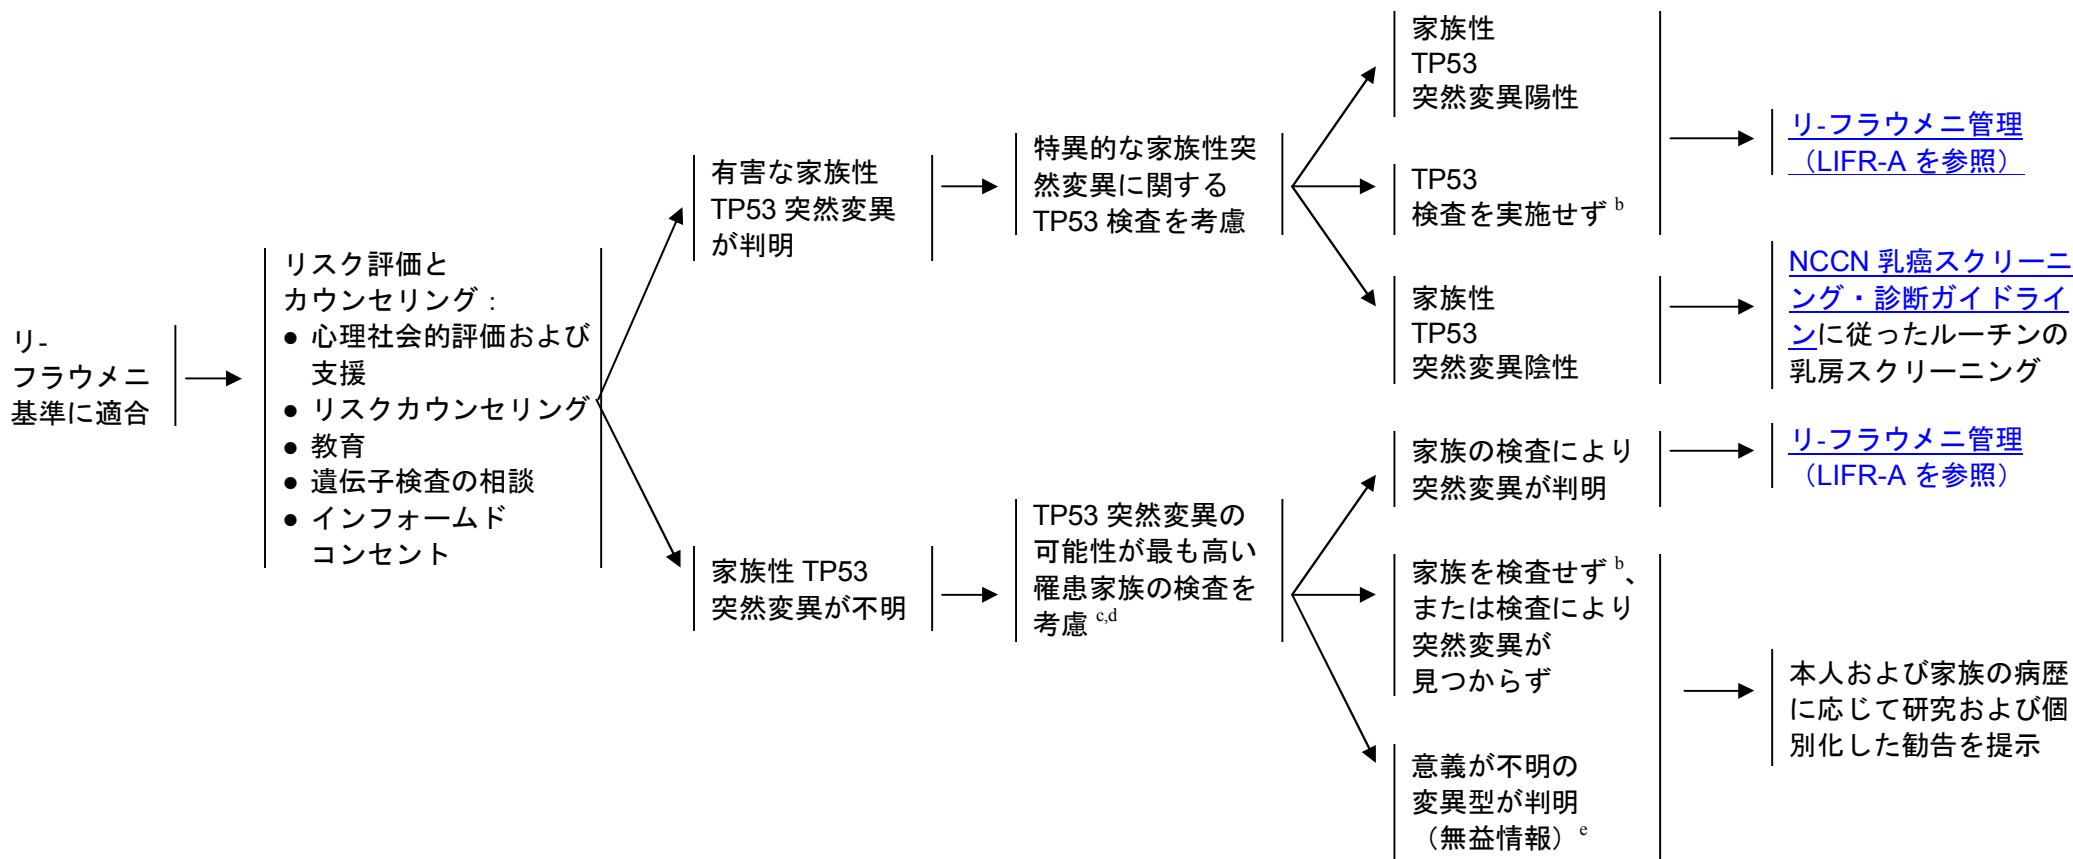 リ-
フラウメニ
基準に適合
リスク評価と
カウンセリング：
● 心理社会的評価および
支援
● リスクカウンセリング
● 教育
● 遺伝子検査の相談
● インフォームド
コンセント
有害な家族性
TP53 突然変異
が判明
特異的な家族性突
然変異に関する
TP53 検査を考慮
家族性
TP53
突然変異陽性
TP53
検査を実施せず b
リ-フラウメニ管理
（LIFR-A を参照）
家族性
TP53
突然変異陰性
NCCN 乳癌スクリーニ
ング・診断ガイドライ
ンに従ったルーチンの
乳房スクリーニング
家族性 TP53
突然変異が不明
TP53 突然変異の
可能性が最も高い
罹患家族の検査を
考慮 c,d
家族の検査により
突然変異が判明
リ-フラウメニ管理
（LIFR-A を参照）
家族を検査せず b、
または検査により
突然変異が
見つからず
意義が不明の
変異型が判明
（無益情報）e
本人および家族の病歴
に応じて研究および個
別化した勧告を提示